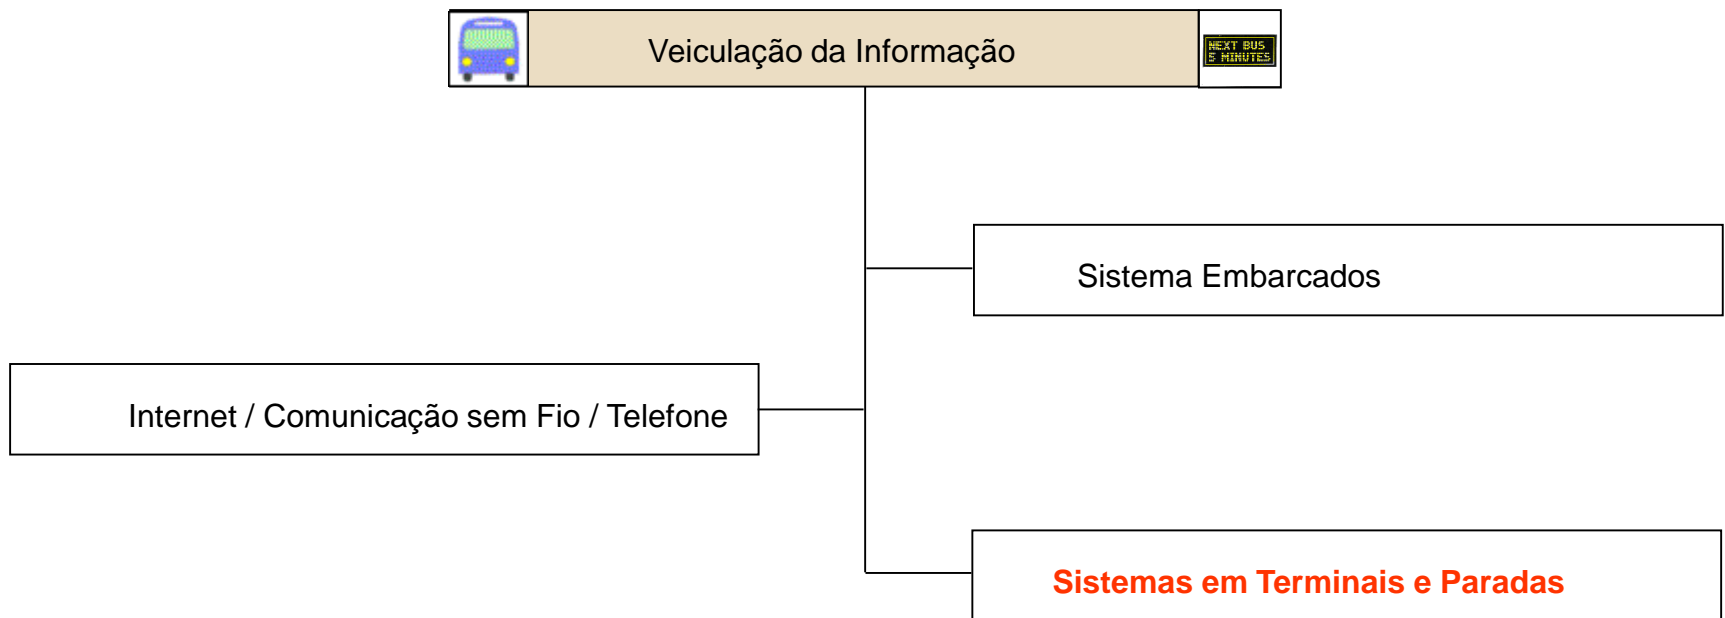 Veiculação da Informação
NEXT BUS
5 MINUTES
Sistema Embarcados
Internet / Comunicação sem Fio / Telefone
Sistemas em Terminais e Paradas